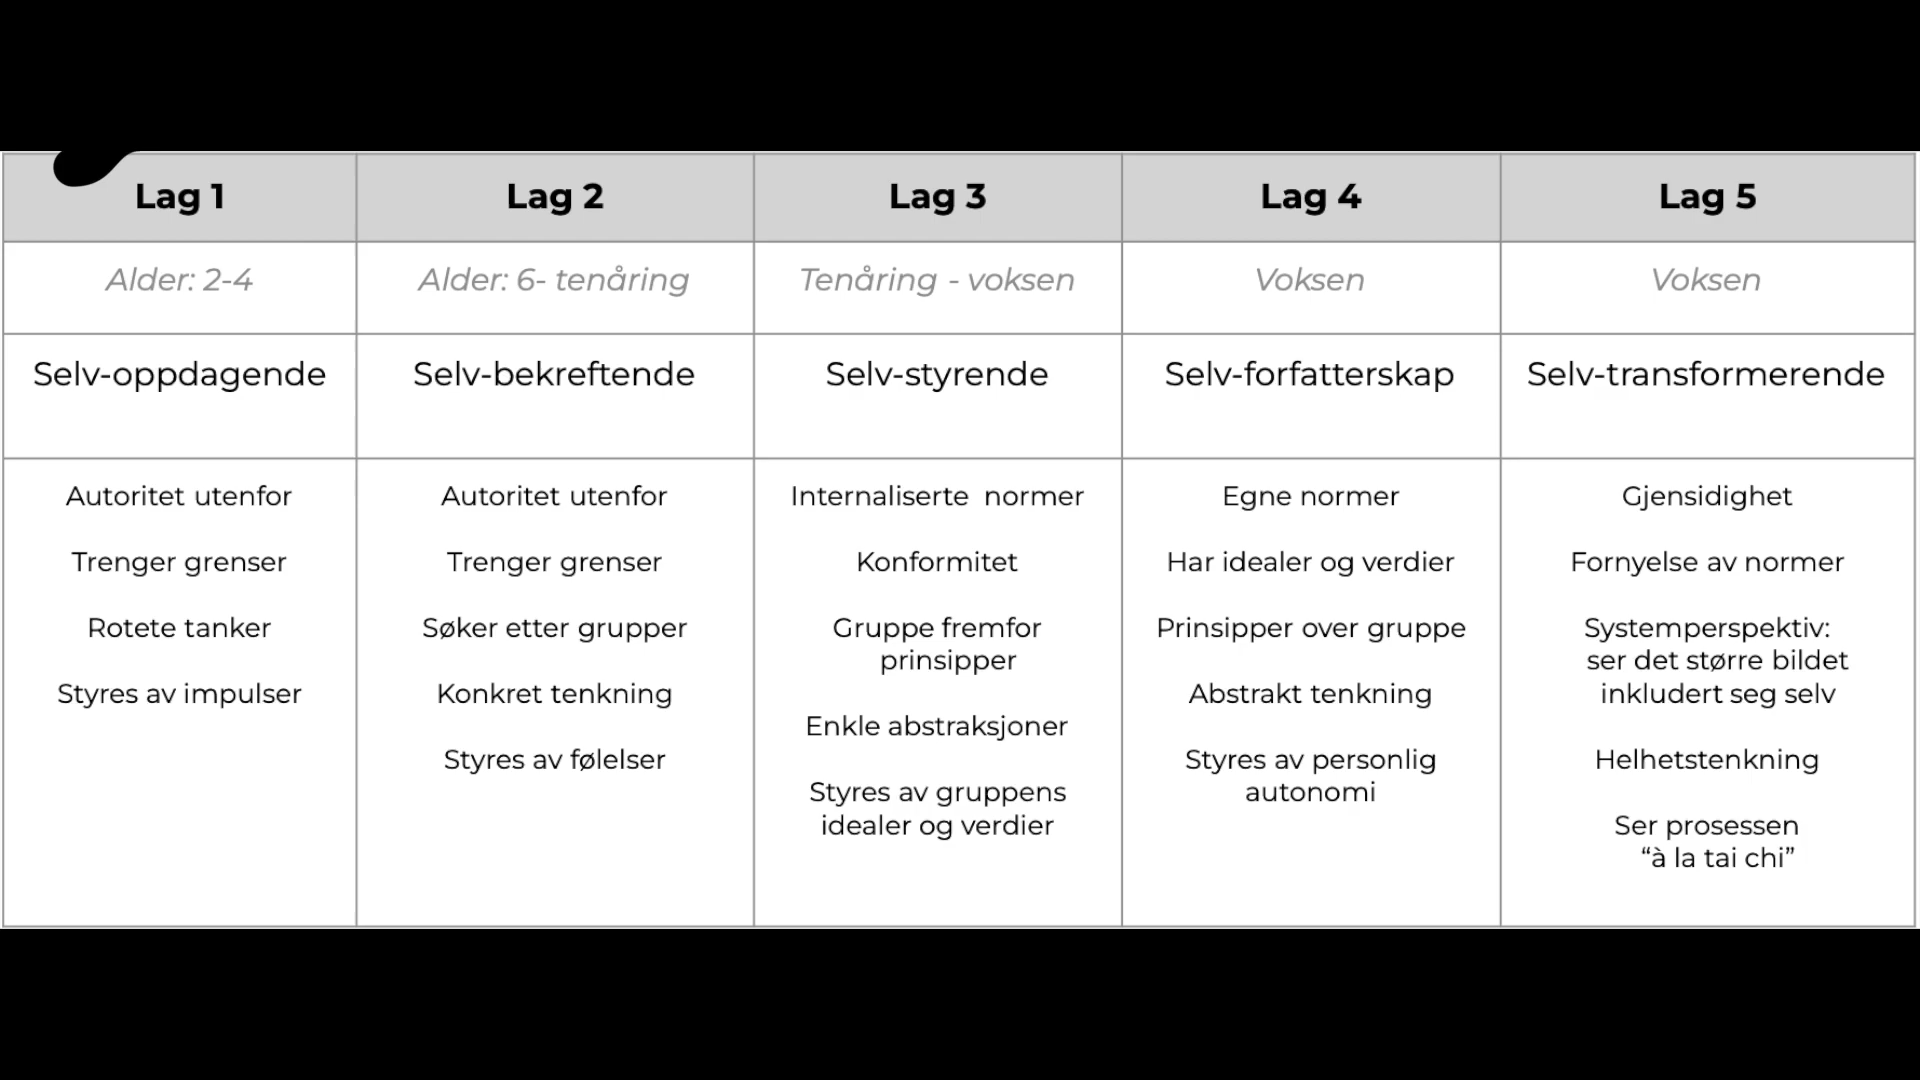 Lag 1
Lag 2
Lag 3
Lag 4
Lag 5
Alder: 2-4
Alder: 6- tenåring
Tenåring - voksen
Voksen
Voksen
Selv-oppdagende
Selv-bekreftende
Selv-styrende
Selv-forfatterskap
Selv-transformerende
Autoritet utenfor
Trenger grenser
Rotete tanker
Styres av impulser
Autoritet utenfor
Trenger grenser
Søker etter grupper
Konkret tenkning
Styres av følelser
Internaliserte  normer
Konformitet
Gruppe fremfor
prinsipper
Enkle abstraksjoner
Styres av gruppens
idealer og verdier
Egne normer
Har idealer og verdier
Prinsipper over gruppe
Abstrakt tenkning
Styres av personlig
autonomi
Gjensidighet
Fornyelse av normer
Systemperspektiv:
ser det større bildet
inkludert seg selv
Helhetstenkning
Ser prosessen
“à la tai chi”